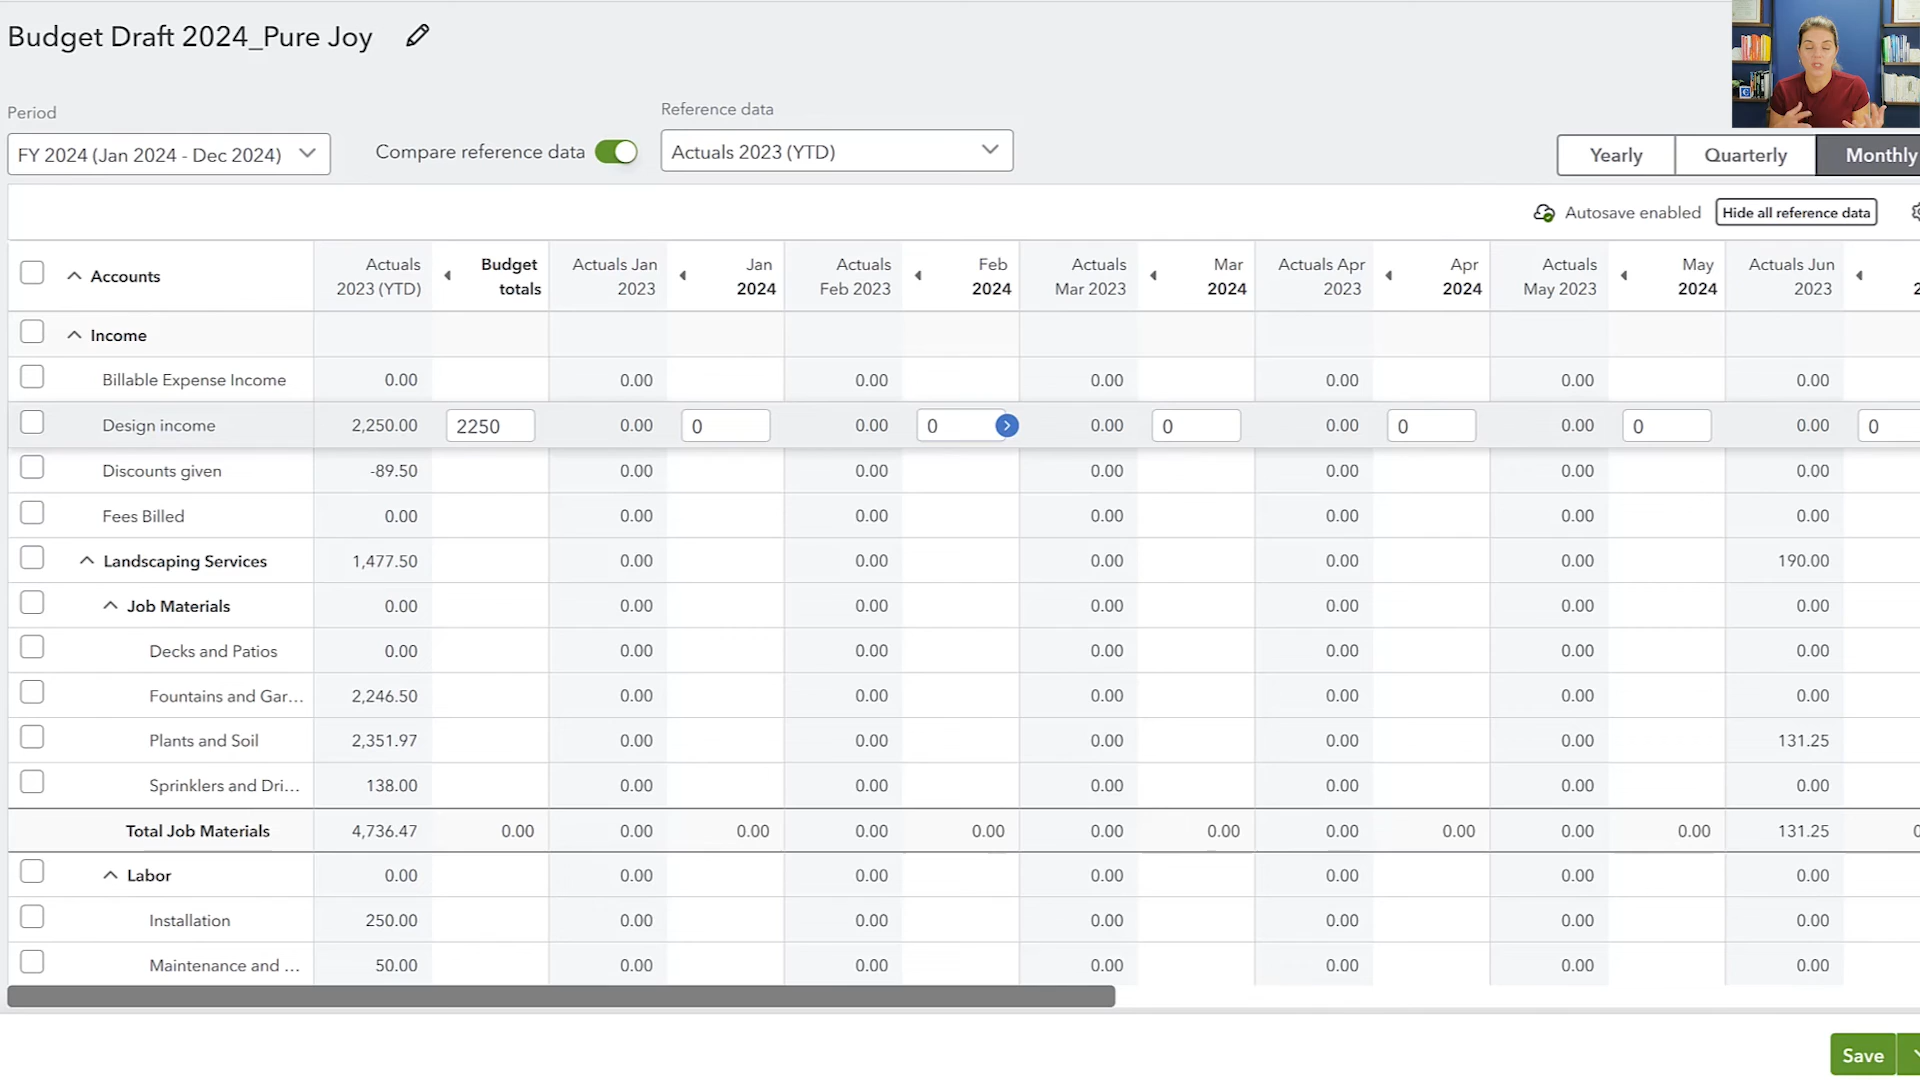 Budget Draft 2024_Pure Joy
Period
Reference data
FY 2024 (Jan 2024 - Dec 2024)
Compare reference data
Actuals 2023 (YTD)
Yearly
Quarterly
Monthly
Autosave enabled
Hide all reference data
Accounts
Actuals 2023 (YTD)
Budget totals
Actuals Jan 2023
Jan 2024
Actuals Feb 2023
Feb 2024
Actuals Mar 2023
Mar 2024
Actuals Apr 2023
Apr 2024
Actuals May 2023
May 2024
Actuals Jun 2023
2
Income
Billable Expense Income 0.00 0.00 0.00 0.00 0.00 0.00 0.00
Design income 2,250.00 2250 0.00 0 0.00 0 0.00 0 0.00 0 0.00 0 0.00 0
Discounts given -89.50 0.00 0.00 0.00 0.00 0.00 0.00
Fees Billed 0.00 0.00 0.00 0.00 0.00 0.00 0.00
Landscaping Services 1,477.50 0.00 0.00 0.00 0.00 0.00 190.00
Job Materials 0.00 0.00 0.00 0.00 0.00 0.00 0.00
Decks and Patios 0.00 0.00 0.00 0.00 0.00 0.00 0.00
Fountains and Gar... 2,246.50 0.00 0.00 0.00 0.00 0.00 0.00
Plants and Soil 2,351.97 0.00 0.00 0.00 0.00 0.00 131.25
Sprinklers and Dri... 138.00 0.00 0.00 0.00 0.00 0.00 0.00
Total Job Materials 4,736.47 0.00 0.00 0.00 0.00 0.00 0.00 0.00 0.00 0.00 0.00 0.00 131.25 0
Labor 0.00 0.00 0.00 0.00 0.00 0.00 0.00
Installation 250.00 0.00 0.00 0.00 0.00 0.00 0.00
Maintenance and ... 50.00 0.00 0.00 0.00 0.00 0.00 0.00
Save